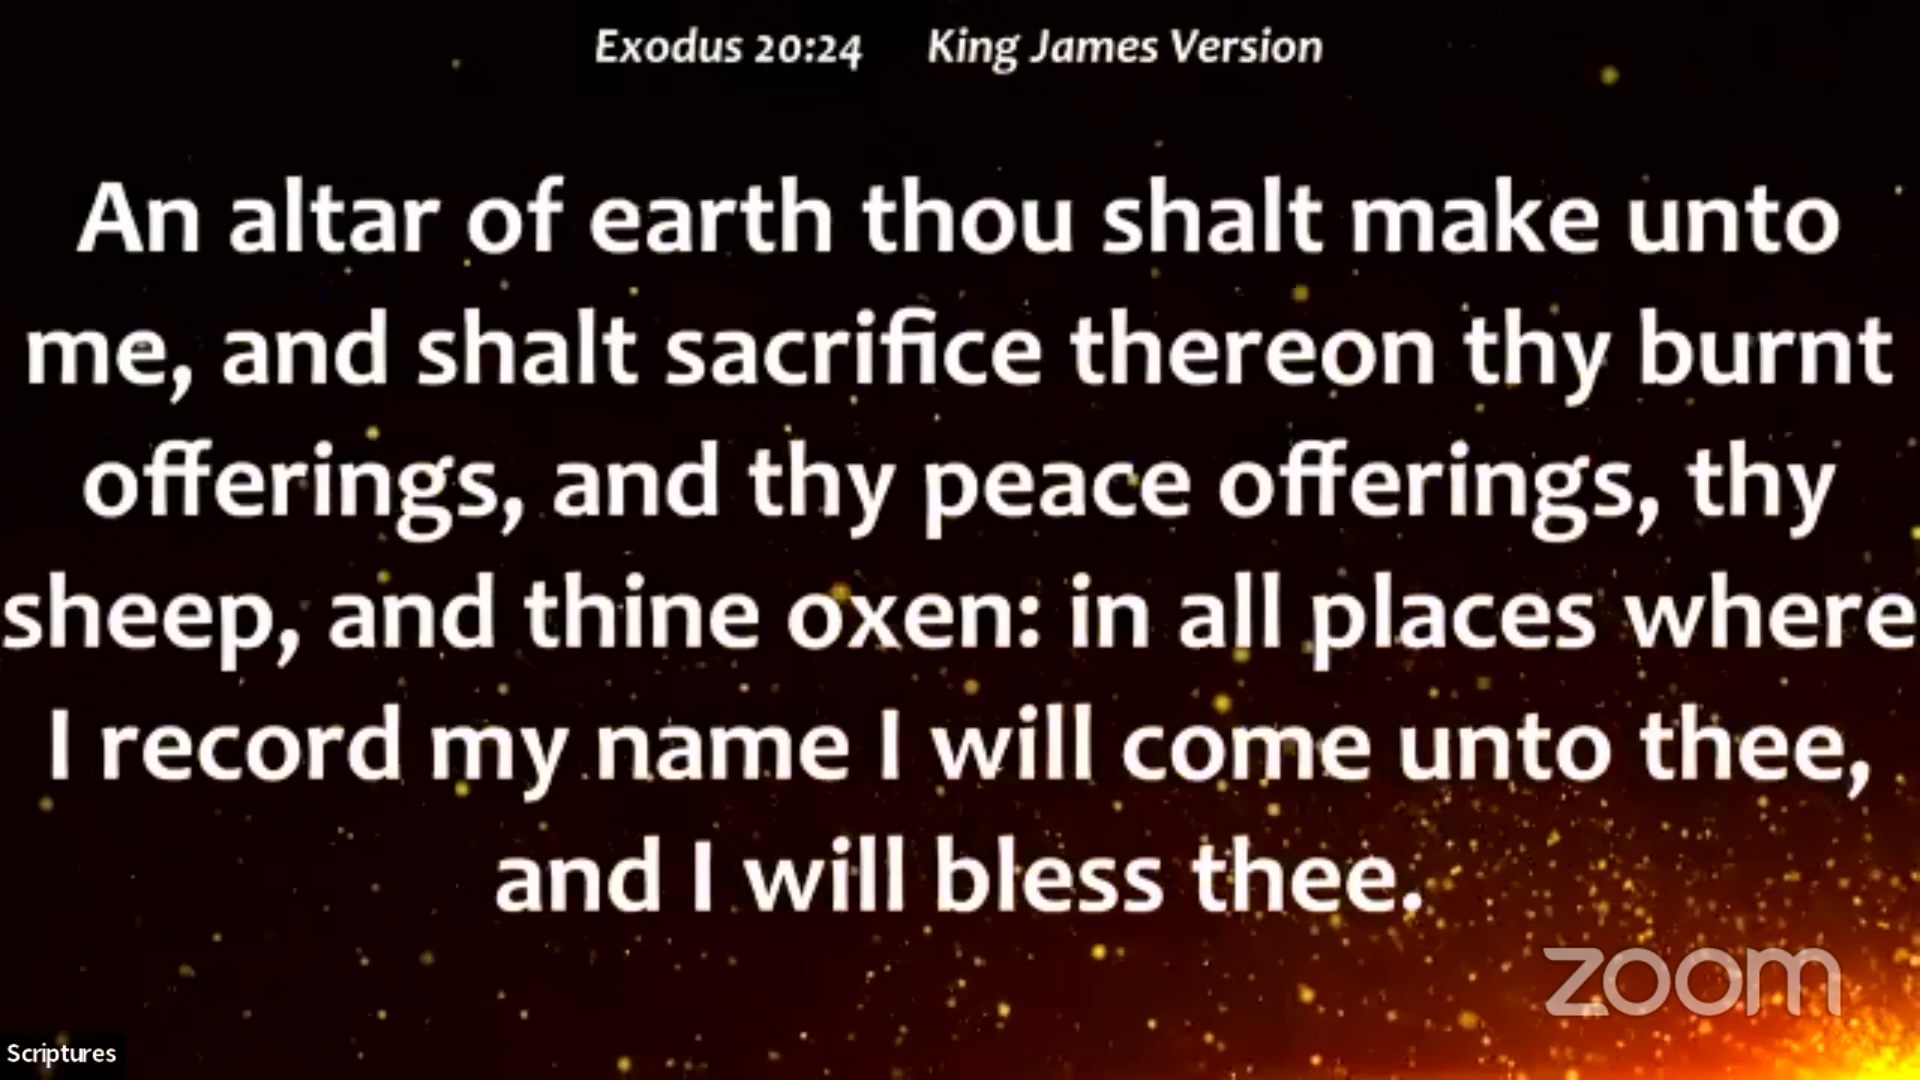 Exodus 20:24 King James Version
An altar of earth thou shalt make unto
me, and shalt sacrifice thereon thy burnt
offerings, and thy peace offerings, thy
sheep, and thine oxen: in all places where
I record my name I will come unto thee,
and I will bless thee.
zoom
Scriptures